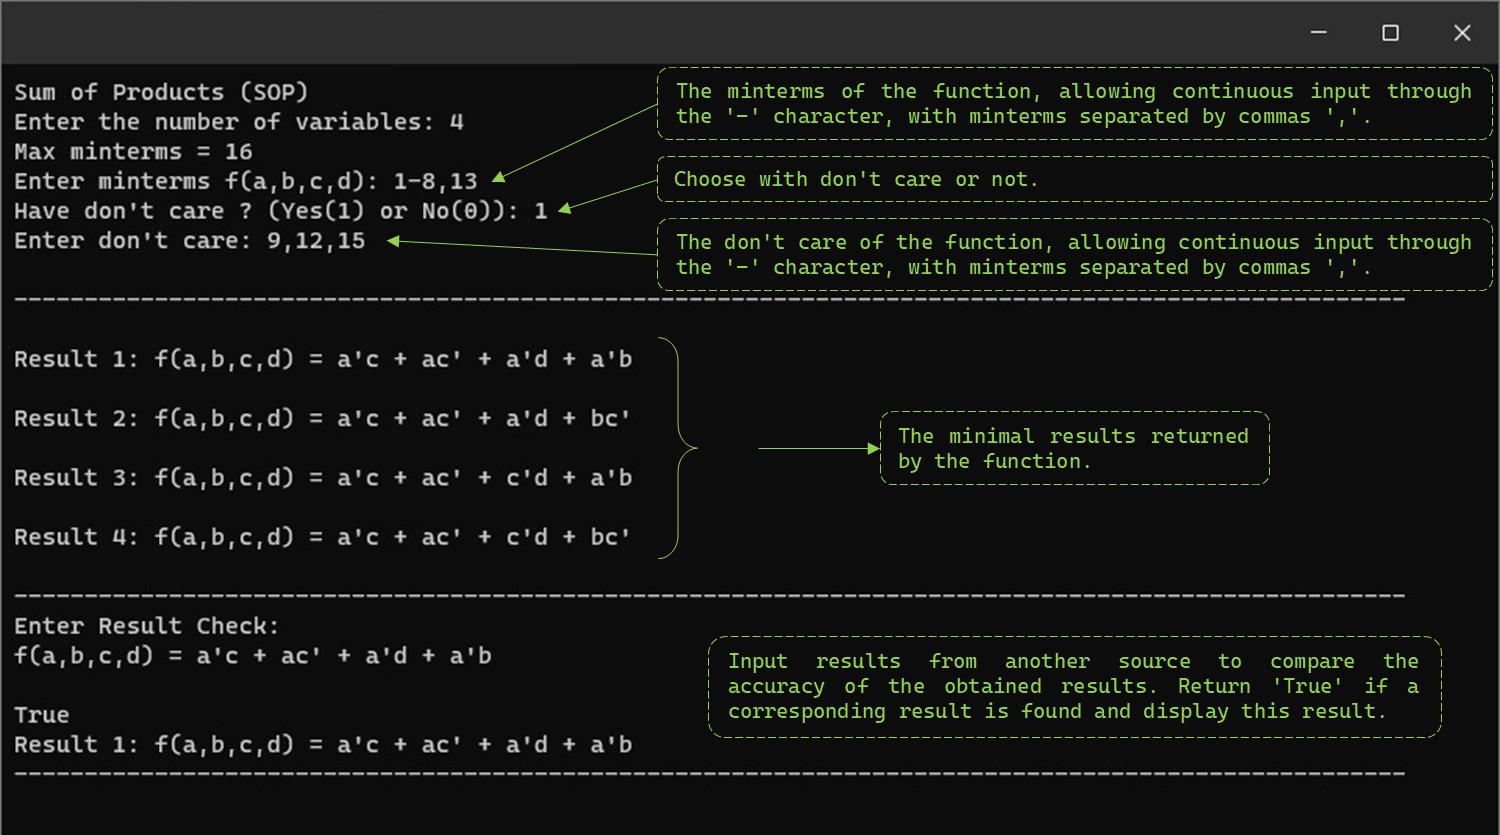 Sum of Products (SOP)
Enter the number of variables: 4
Max minterms = 16
Enter minterms f(a,b,c,d): 1-8,13
Have don't care ? (Yes(1) or No(0)): 1
Enter don't care: 9,12,15
The minterms of the function, allowing continuous input through
the '-' character, with minterms separated by commas ','.
Choose with don't care or not.
The don't care of the function, allowing continuous input through
the '-' character, with minterms separated by commas ','.
---------------------------------------------------------------------------------------------------
Result 1: f(a,b,c,d) = a'c + ac' + a'd + a'b
Result 2: f(a,b,c,d) = a'c + ac' + a'd + bc'
Result 3: f(a,b,c,d) = a'c + ac' + c'd + a'b
Result 4: f(a,b,c,d) = a'c + ac' + c'd + bc'
The minimal results returned
by the function.
---------------------------------------------------------------------------------------------------
Enter Result Check:
f(a,b,c,d) = a'c + ac' + a'd + a'b
True
Result 1: f(a,b,c,d) = a'c + ac' + a'd + a'b
Input results from another source to compare the
accuracy of the obtained results. Return 'True' if a
corresponding result is found and display this result.
---------------------------------------------------------------------------------------------------